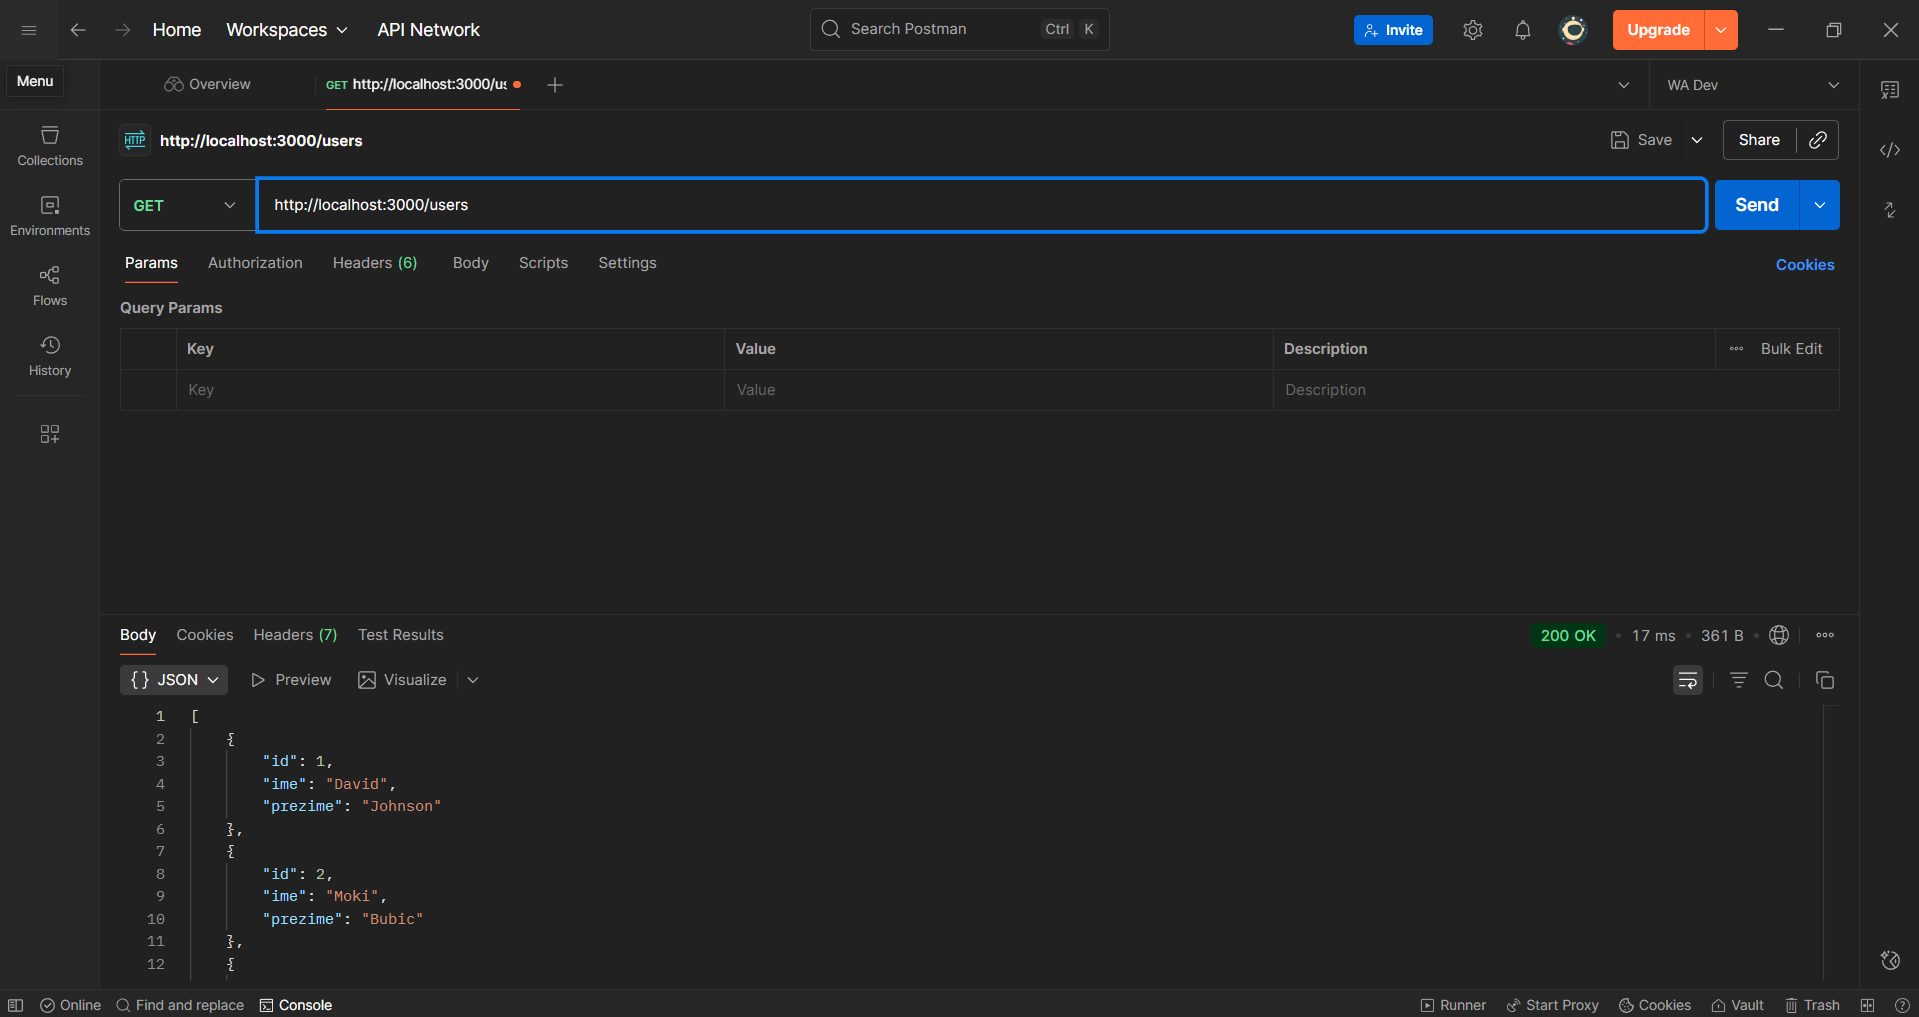 Home Workspaces API Network Search Postman Ctrl K Invite Upgrade
Menu
Overview GET http://localhost:3000/us WA Dev
HTTP http://localhost:3000/users Save Share
GET http://localhost:3000/users Send
Params Authorization Headers (6) Body Scripts Settings Cookies
Query Params
Key Value Description Bulk Edit
Key Value Description
Collections
Environments
Flows
History
Body Cookies Headers (7) Test Results 200 OK 17 ms 361 B
{} JSON Preview Visualize
1 [
2 {
3 "id": 1,
4 "ime": "David",
5 "prezime": "Johnson"
6 },
7 {
8 "id": 2,
9 "ime": "Moki",
10 "prezime": "Bubic"
11 },
12 {
Online Find and replace Console Runner Start Proxy Cookies Vault Trash